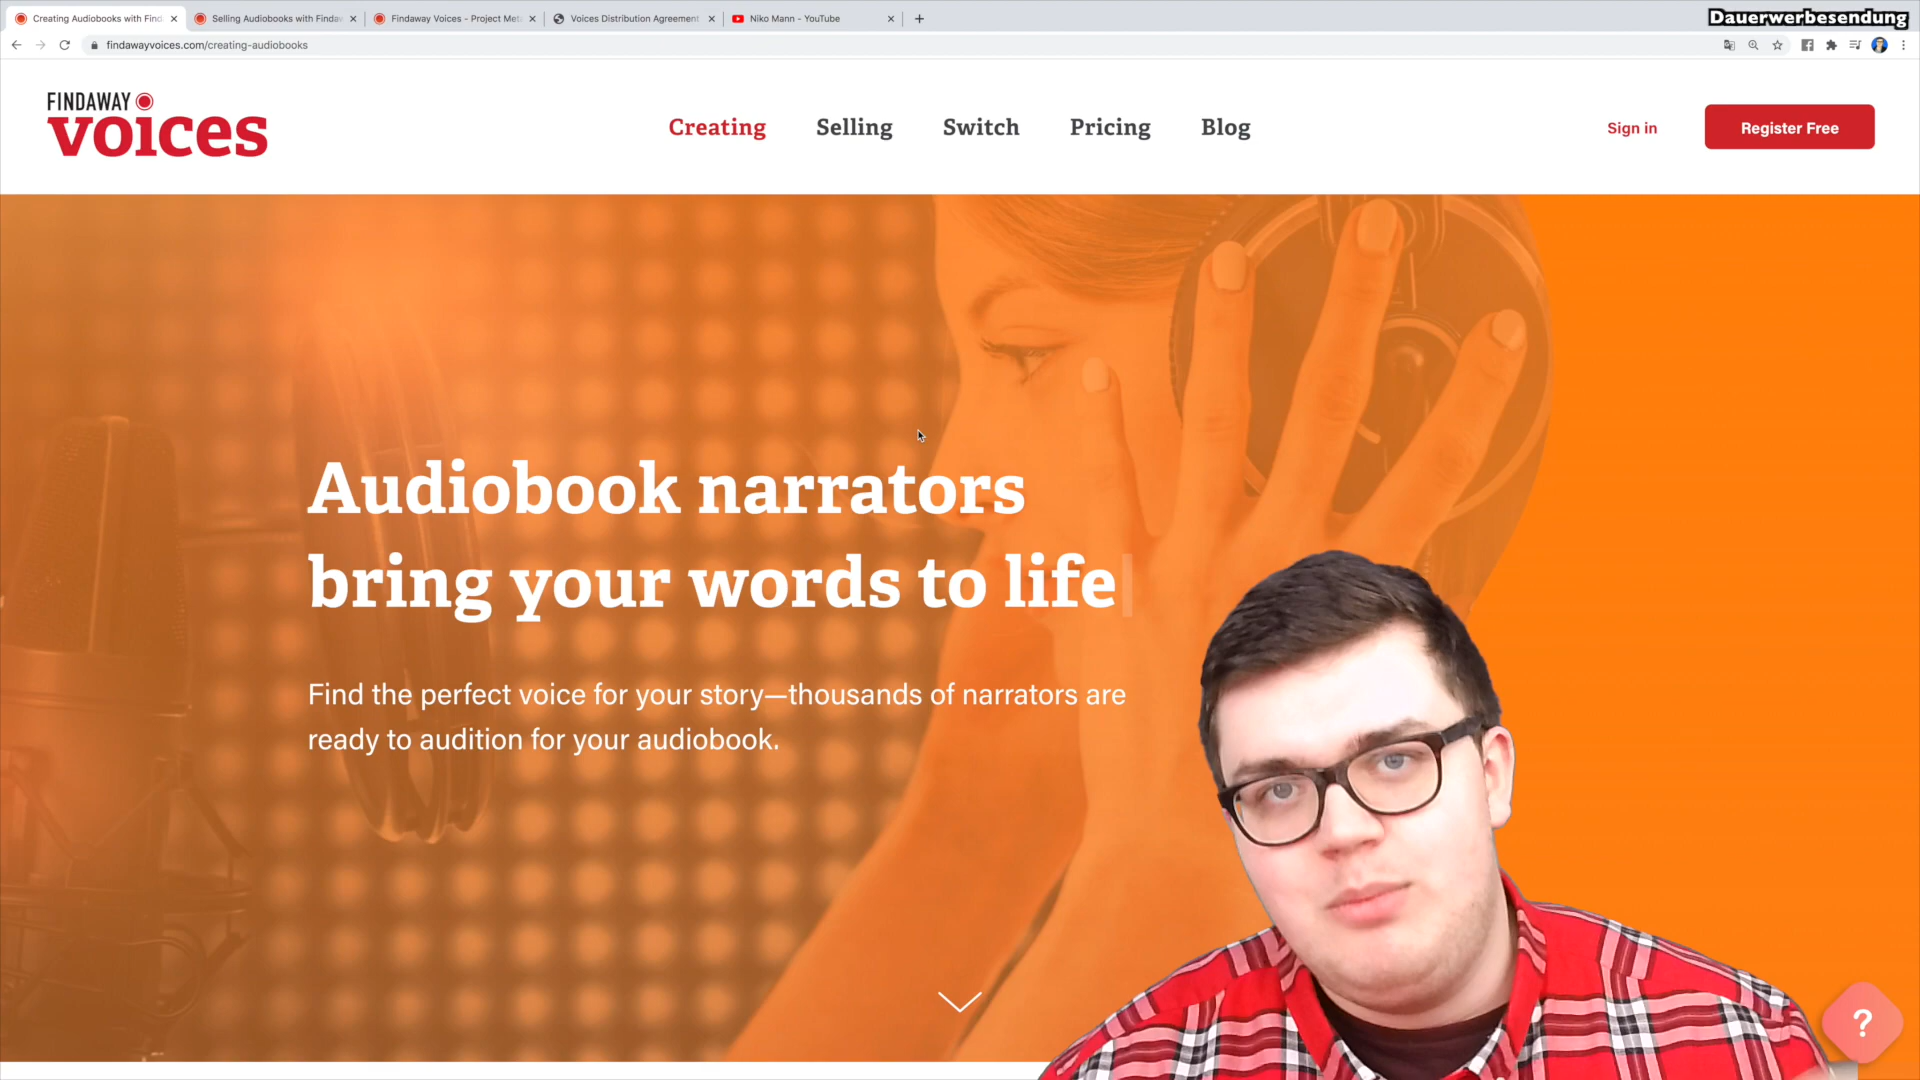 Creating Audiobooks with Find
Selling Audiobooks with Findaw
Findaway Voices - Project Met
Voices Distribution Agreement
Niko Mann - YouTube
Dauerwerbesendung
findawayvoices.com/creating-audiobooks
FINDAWAY
voices
Creating
Selling
Switch
Pricing
Blog
Sign in
Register Free
Audiobook narrators
bring your words to life
Find the perfect voice for your story—thousands of narrators are
ready to audition for your audiobook.
?